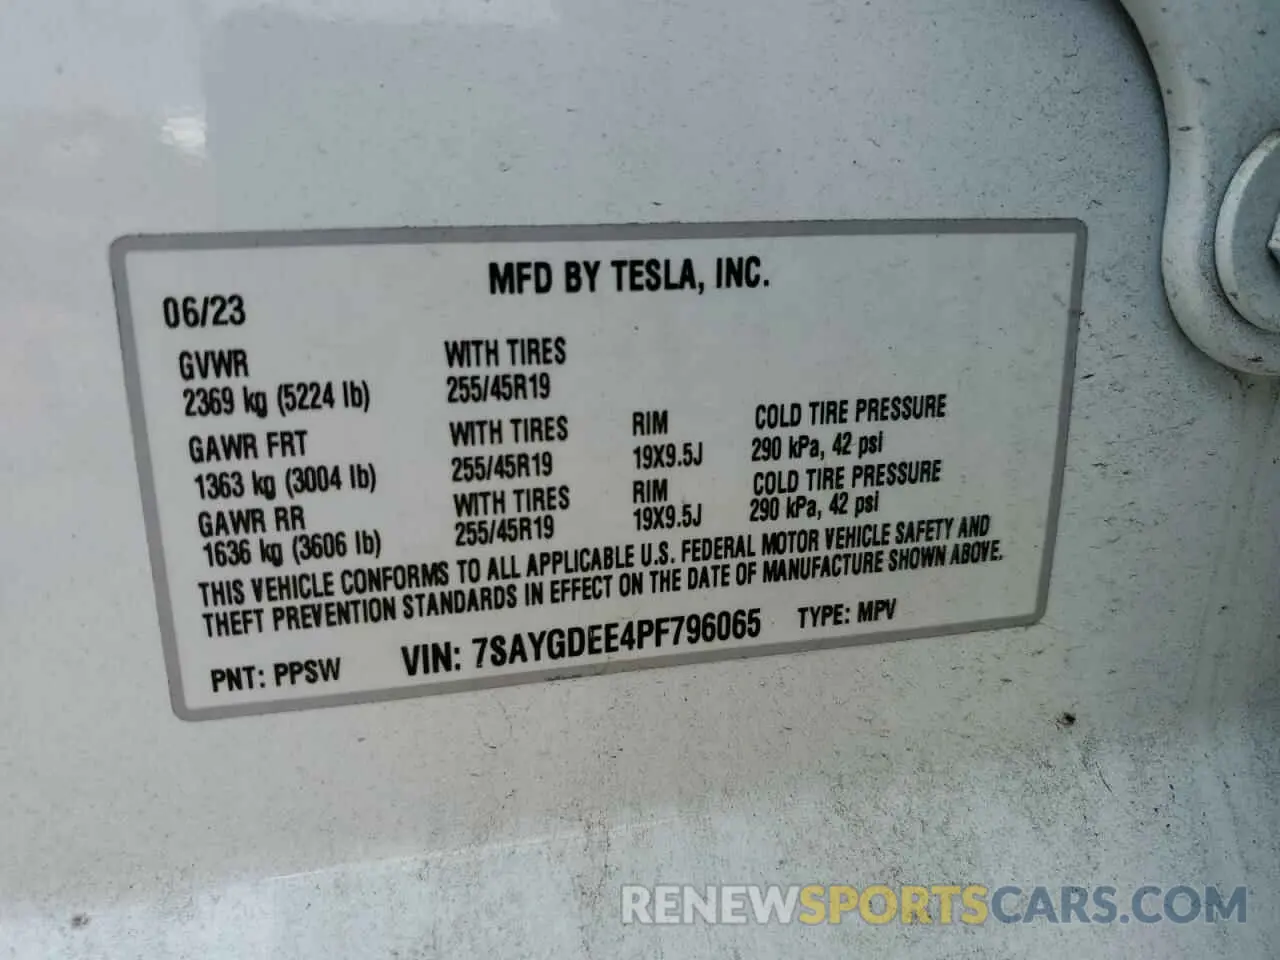 MFD BY TESLA, INC.
06/23
GVWR WITH TIRES
2369 kg (5224 lb) 255/45R19
GAWR FRT WITH TIRES RIM COLD TIRE PRESSURE
1363 kg (3004 lb) 255/45R19 19X9.5J 290 kPa, 42 psi
GAWR RR WITH TIRES RIM COLD TIRE PRESSURE
1636 kg (3606 lb) 255/45R19 19X9.5J 290 kPa, 42 psi
THIS VEHICLE CONFORMS TO ALL APPLICABLE U.S. FEDERAL MOTOR VEHICLE SAFETY AND
THEFT PREVENTION STANDARDS IN EFFECT ON THE DATE OF MANUFACTURE SHOWN ABOVE.
PNT: PPSW VIN: 7SAYGDEE4PF796065 TYPE: MPV
RENEWSPORTSCARS.COM